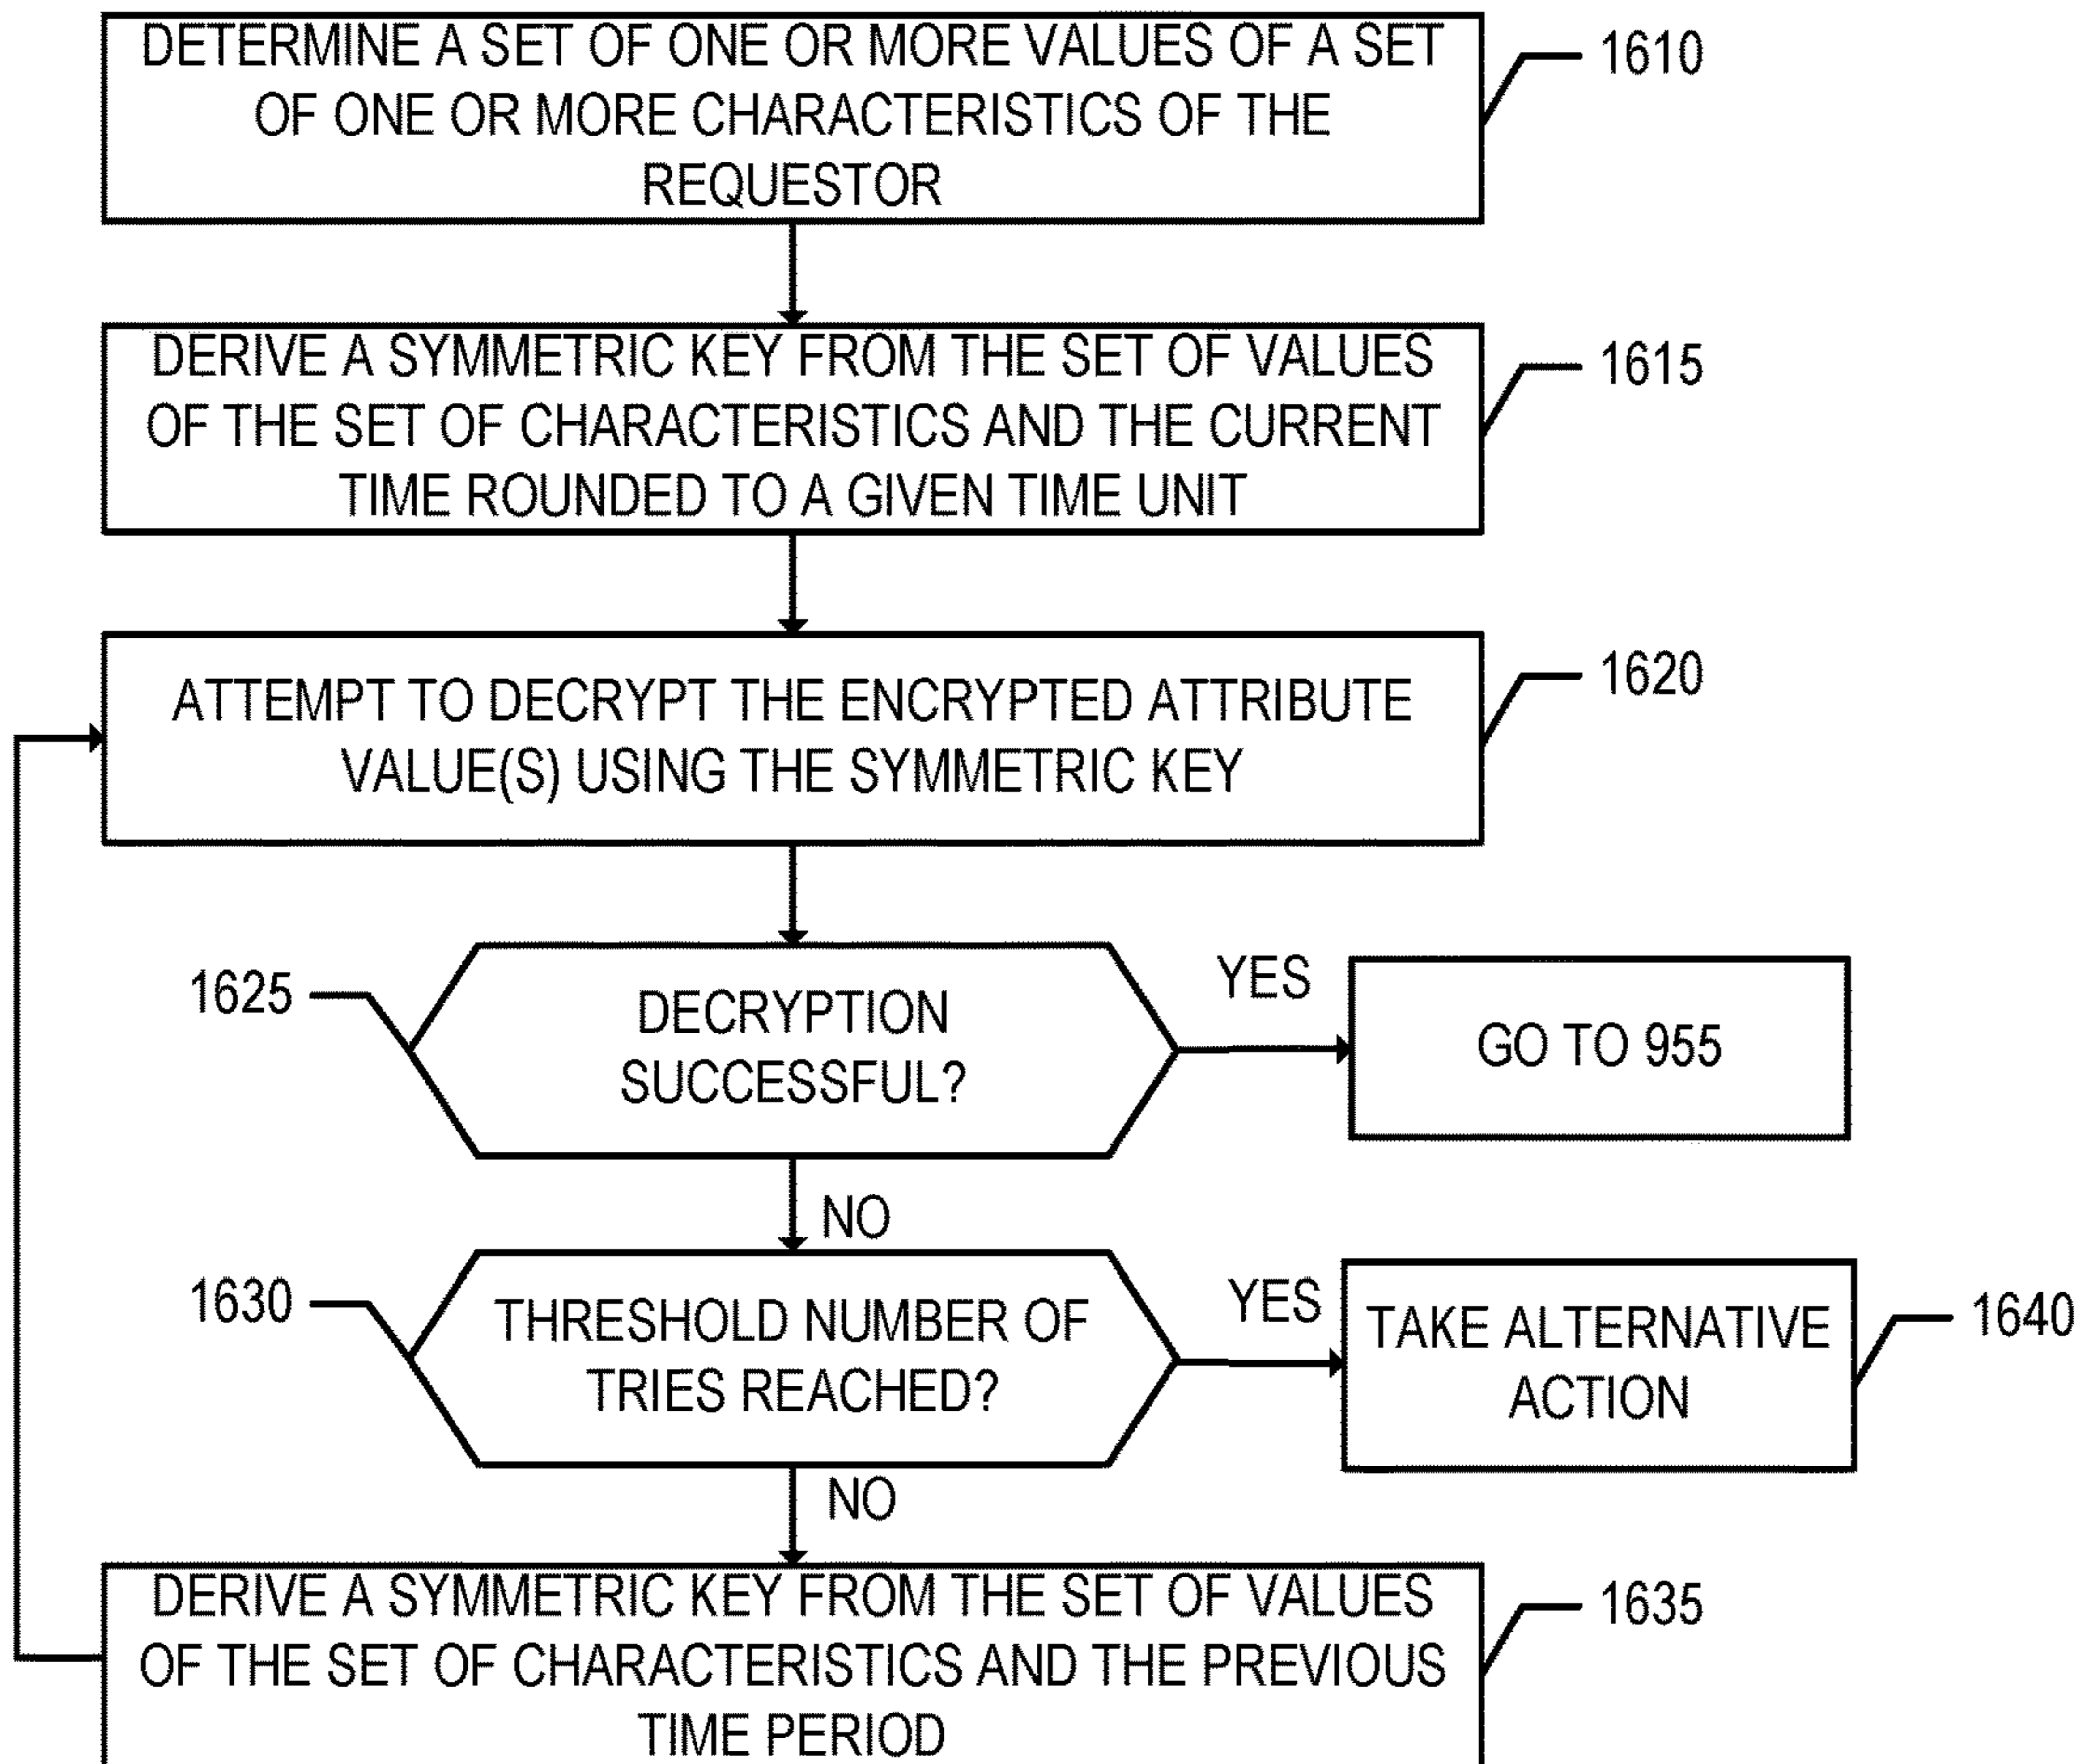 DETERMINE A SET OF ONE OR MORE VALUES OF A SET
OF ONE OR MORE CHARACTERISTICS OF THE
REQUESTOR
1610
DERIVE A SYMMETRIC KEY FROM THE SET OF VALUES
OF THE SET OF CHARACTERISTICS AND THE CURRENT
TIME ROUNDED TO A GIVEN TIME UNIT
1615
ATTEMPT TO DECRYPT THE ENCRYPTED ATTRIBUTE
VALUE(S) USING THE SYMMETRIC KEY
1620
1625
DECRYPTION
SUCCESSFUL?
YES
GO TO 955
NO
1630
THRESHOLD NUMBER OF
TRIES REACHED?
YES
TAKE ALTERNATIVE
ACTION
1640
NO
DERIVE A SYMMETRIC KEY FROM THE SET OF VALUES
OF THE SET OF CHARACTERISTICS AND THE PREVIOUS
TIME PERIOD
1635